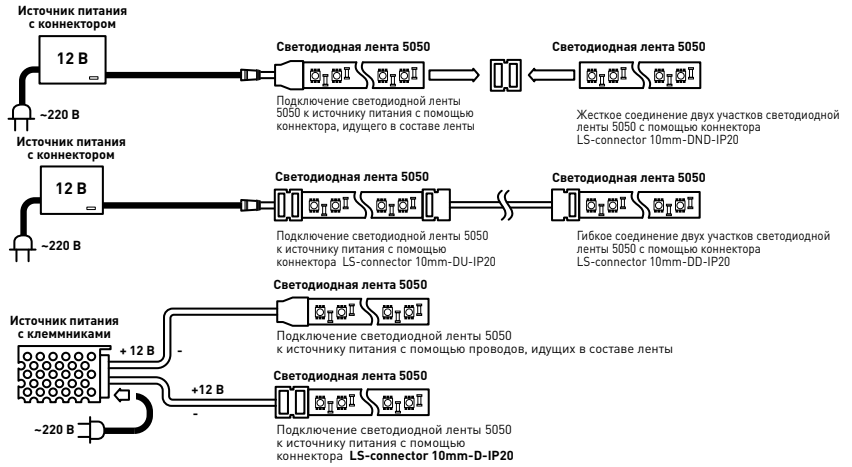 Источник питания
с коннектором
12 В
~220 В
Светодиодная лента 5050
Подключение светодиодной ленты
5050 к источнику питания с помощью
коннектора, идущего в составе ленты
Светодиодная лента 5050
Жесткое соединение двух участков светодиодной
ленты 5050 с помощью коннектора
LS-connector 10mm-DND-IP20
Источник питания
с коннектором
12 В
~220 В
Светодиодная лента 5050
Подключение светодиодной ленты 5050
к источнику питания с помощью
коннектора LS-connector 10mm-DU-IP20
Светодиодная лента 5050
Гибкое соединение двух участков светодиодной
ленты 5050 с помощью коннектора
LS-connector 10mm-DD-IP20
Источник питания
с клеммниками
+ 12 В
-
+12 В
-
~220 В
Светодиодная лента 5050
Подключение светодиодной ленты 5050
к источнику питания с помощью проводов, идущих в составе ленты
Светодиодная лента 5050
Подключение светодиодной ленты 5050
к источнику питания с помощью
коннектора LS-connector 10mm-D-IP20